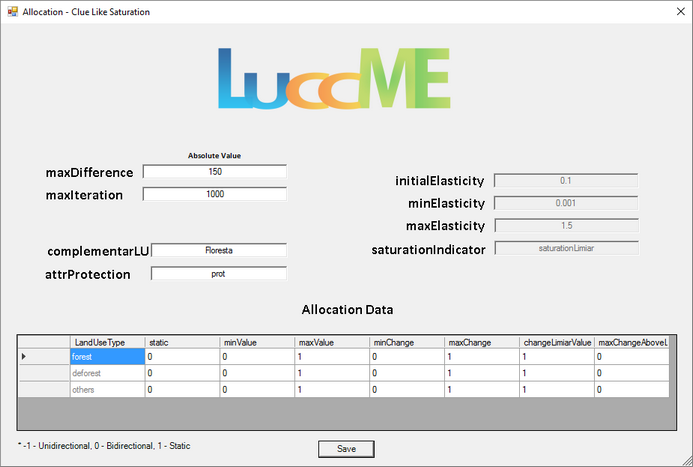 Allocation - Clue Like Saturation
LuccME
Absolute Value
maxDifference 150
maxIteration 1000
initialElasticity 0.1
minElasticity 0.001
maxElasticity 1.5
complementarLU Floresta
saturationIndicator saturationLimiar
attrProtection prot
Allocation Data
LandUseType static minValue maxValue minChange maxChange changeLimiarValue maxChangeAboveL
forest 0 0 1 0 1 1 0
deforest 0 0 1 0 1 1 0
others 0 0 1 0 1 1 0
* -1 - Unidirectional, 0 - Bidirectional, 1 - Static
Save